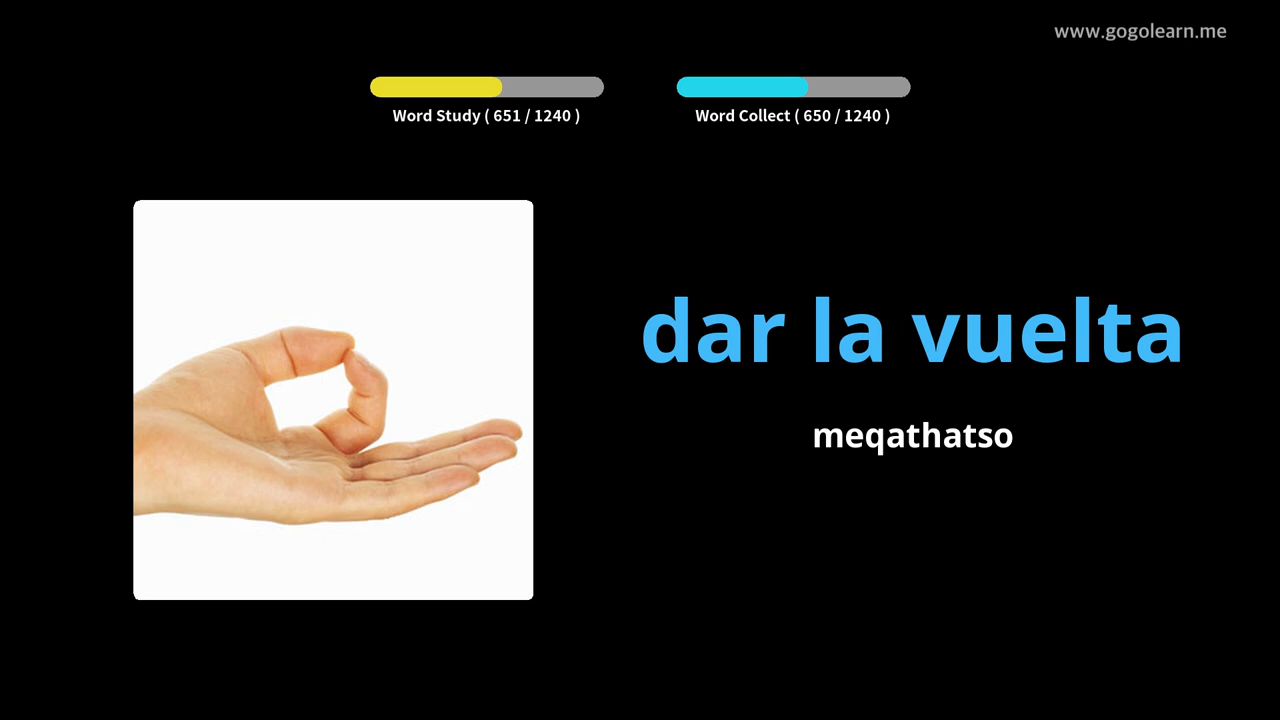 www.gogolearn.me
Word Study ( 651 / 1240 )
Word Collect ( 650 / 1240 )
dar la vuelta
meqathatso